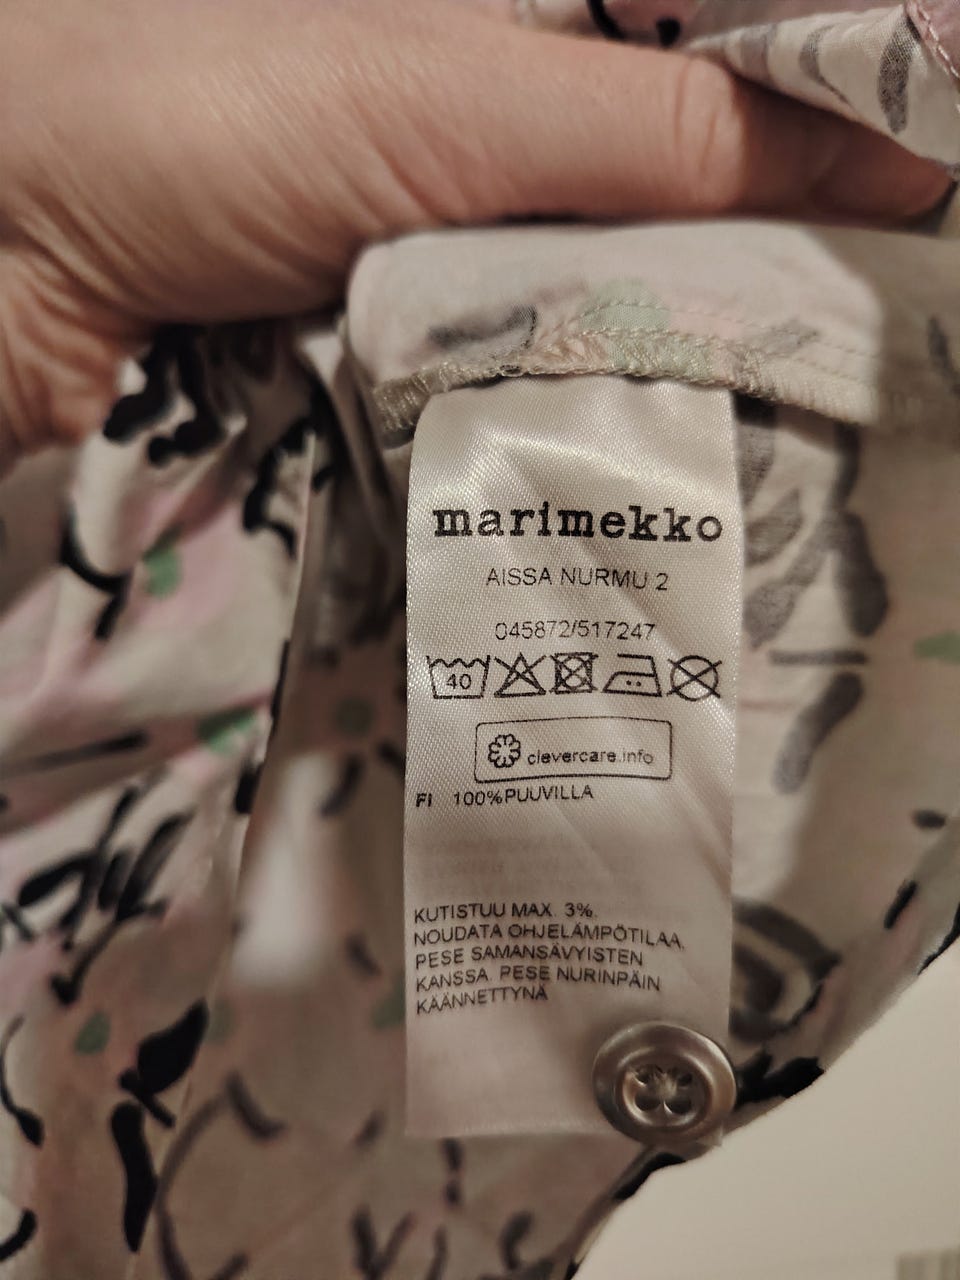 marimekko
AISSA NURMU 2
045872/517247
40
clevercare.info
FI 100%PUUVILLA
KUTISTUU MAX. 3%.
NOUDATA OHJELÄMPÖTILAA.
PESE SAMANSÄVYISTEN
KANSSA. PESE NURINPÄIN
KÄÄNNETTYNÄ